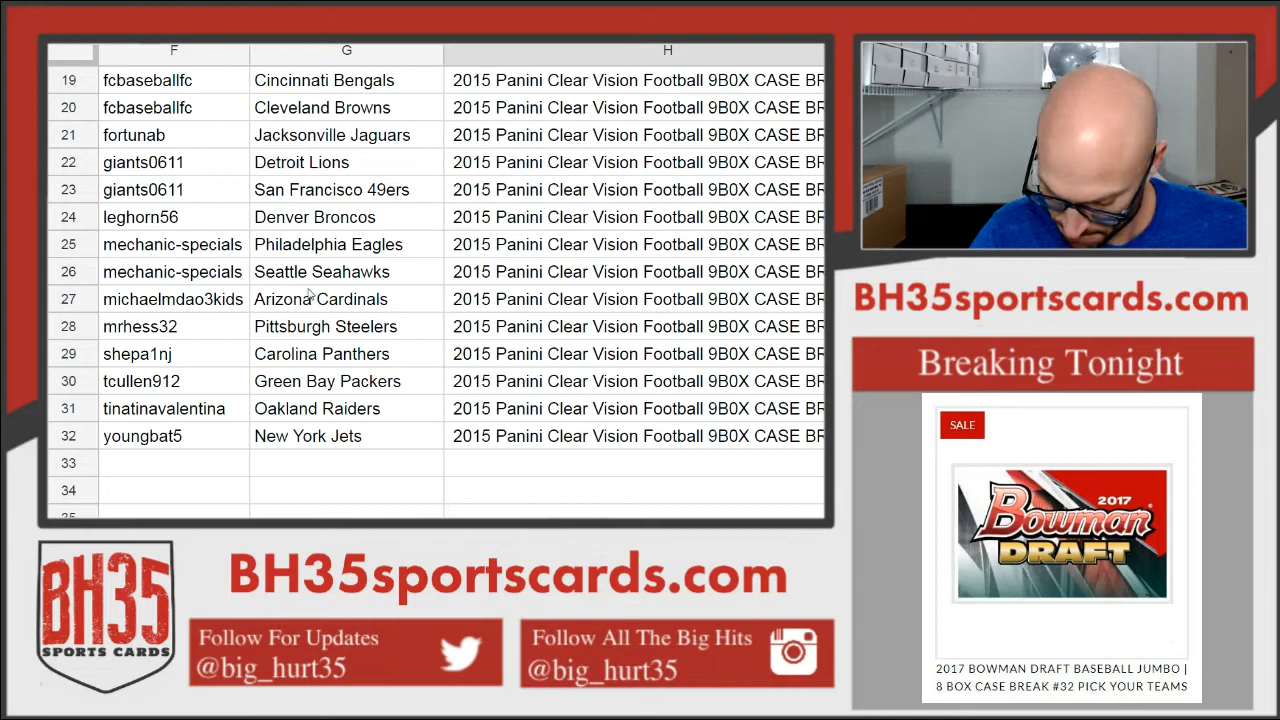 F G H
19 fcbaseballfc Cincinnati Bengals 2015 Panini Clear Vision Football 9B0X CASE BR
20 fcbaseballfc Cleveland Browns 2015 Panini Clear Vision Football 9B0X CASE BR
21 fortunab Jacksonville Jaguars 2015 Panini Clear Vision Football 9B0X CASE BR
22 giants0611 Detroit Lions 2015 Panini Clear Vision Football 9B0X CASE BR
23 giants0611 San Francisco 49ers 2015 Panini Clear Vision Football 9B0X CASE BR
24 leghorn56 Denver Broncos 2015 Panini Clear Vision Football 9B0X CASE BR
25 mechanic-specials Philadelphia Eagles 2015 Panini Clear Vision Football 9B0X CASE BR
26 mechanic-specials Seattle Seahawks 2015 Panini Clear Vision Football 9B0X CASE BR
27 michaelmdao3kids Arizona Cardinals 2015 Panini Clear Vision Football 9B0X CASE BR
28 mrhess32 Pittsburgh Steelers 2015 Panini Clear Vision Football 9B0X CASE BR
29 shepa1nj Carolina Panthers 2015 Panini Clear Vision Football 9B0X CASE BR
30 tcullen912 Green Bay Packers 2015 Panini Clear Vision Football 9B0X CASE BR
31 tinatinavalentina Oakland Raiders 2015 Panini Clear Vision Football 9B0X CASE BR
32 youngbat5 New York Jets 2015 Panini Clear Vision Football 9B0X CASE BR
33
34
35
BH35sportscards.com
Breaking Tonight
SALE
2017
Bowman
DRAFT
2017 BOWMAN DRAFT BASEBALL JUMBO |
8 BOX CASE BREAK #32 PICK YOUR TEAMS
BH35
SPORTS CARDS
BH35sportscards.com
Follow For Updates
@big_hurt35
Follow All The Big Hits
@big_hurt35